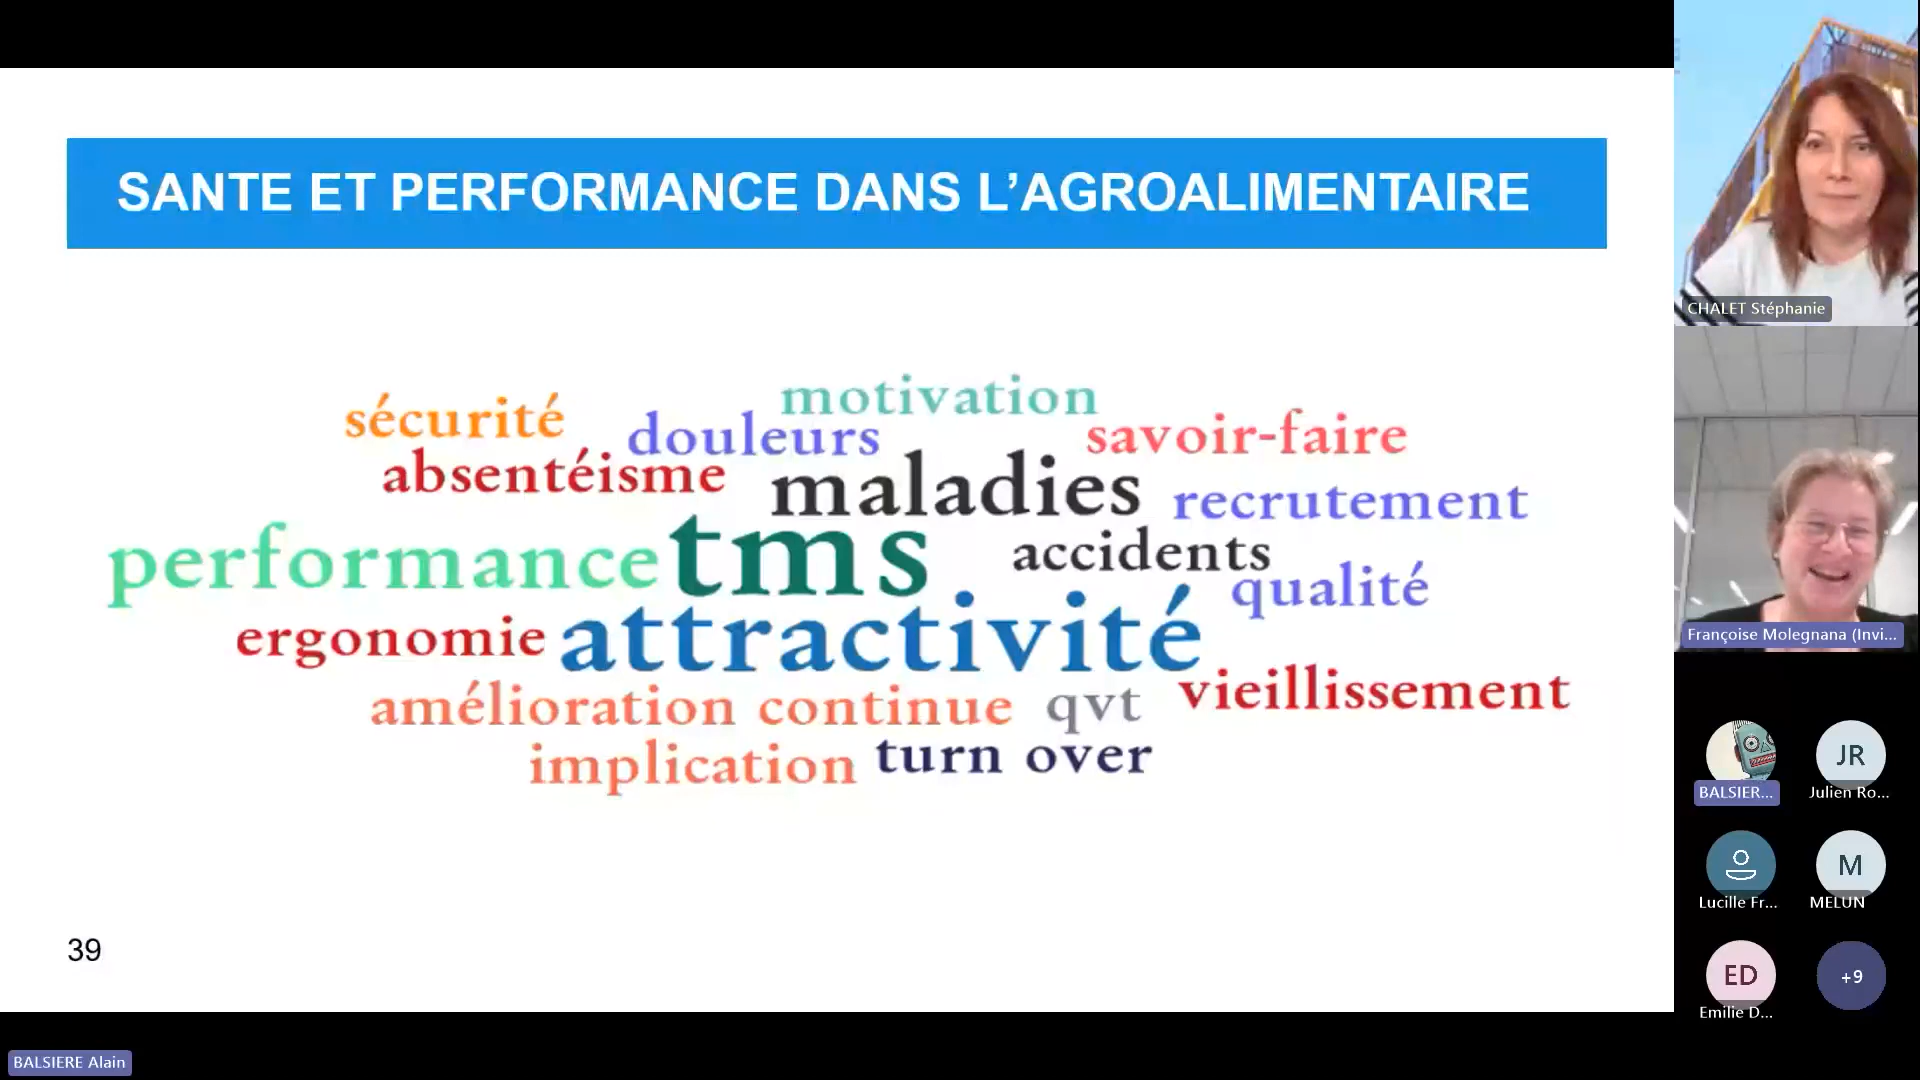 SANTE ET PERFORMANCE DANS L’AGROALIMENTAIRE
motivation
sécurité
douleurs
savoir-faire
absentéisme
maladies
recrutement
performance
tms
accidents
qualité
ergonomie
attractivité
vieillissement
amélioration continue
qvt
implication
turn over
39
BALSIERE Alain
CHALET Stéphanie
Françoise Molegnana (Invi...
BALSIER...
JR
Julien Ro...
Lucille Fr...
M
MELUN
ED
Emilie D...
+9